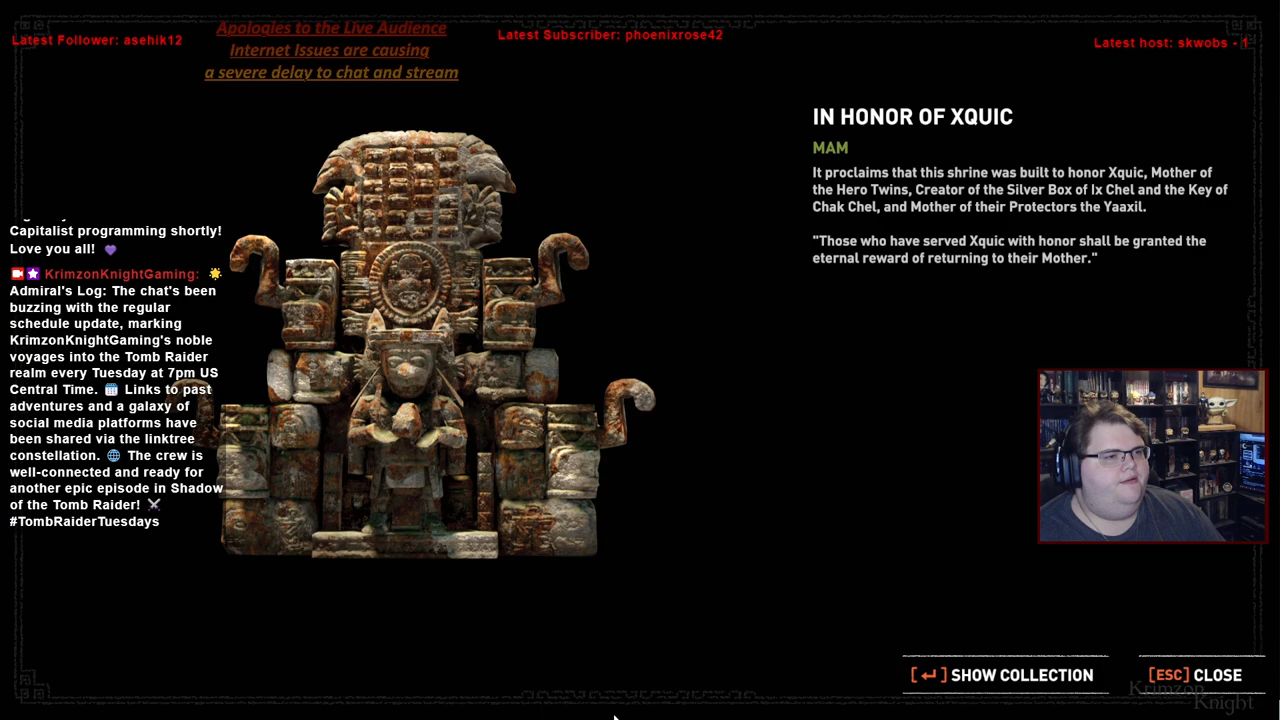 Apologies to the Live Audience
Internet Issues are causing
a severe delay to chat and stream
Latest Follower: asehik12
Latest Subscriber: phoenixrose42
Latest host: skwobs - 1
IN HONOR OF XQUIC
MAM
It proclaims that this shrine was built to honor Xquic, Mother of
the Hero Twins, Creator of the Silver Box of Ix Chel and the Key of
Chak Chel, and Mother of their Protectors the Yaaxil.
"Those who have served Xquic with honor shall be granted the
eternal reward of returning to their Mother."
Capitalist programming shortly!
Love you all! 💜
KrimzonKnightGaming: 🌟
Admiral's Log: The chat's been
buzzing with the regular
schedule update, marking
KrimzonKnightGaming's noble
voyages into the Tomb Raider
realm every Tuesday at 7pm US
Central Time. 🗓️ Links to past
adventures and a galaxy of
social media platforms have
been shared via the linktree
constellation. 🌐 The crew is
well-connected and ready for
another epic episode in Shadow
of the Tomb Raider! ⚔️
#TombRaiderTuesdays
[↵] SHOW COLLECTION
[ESC] CLOSE
Krimzon
Knight